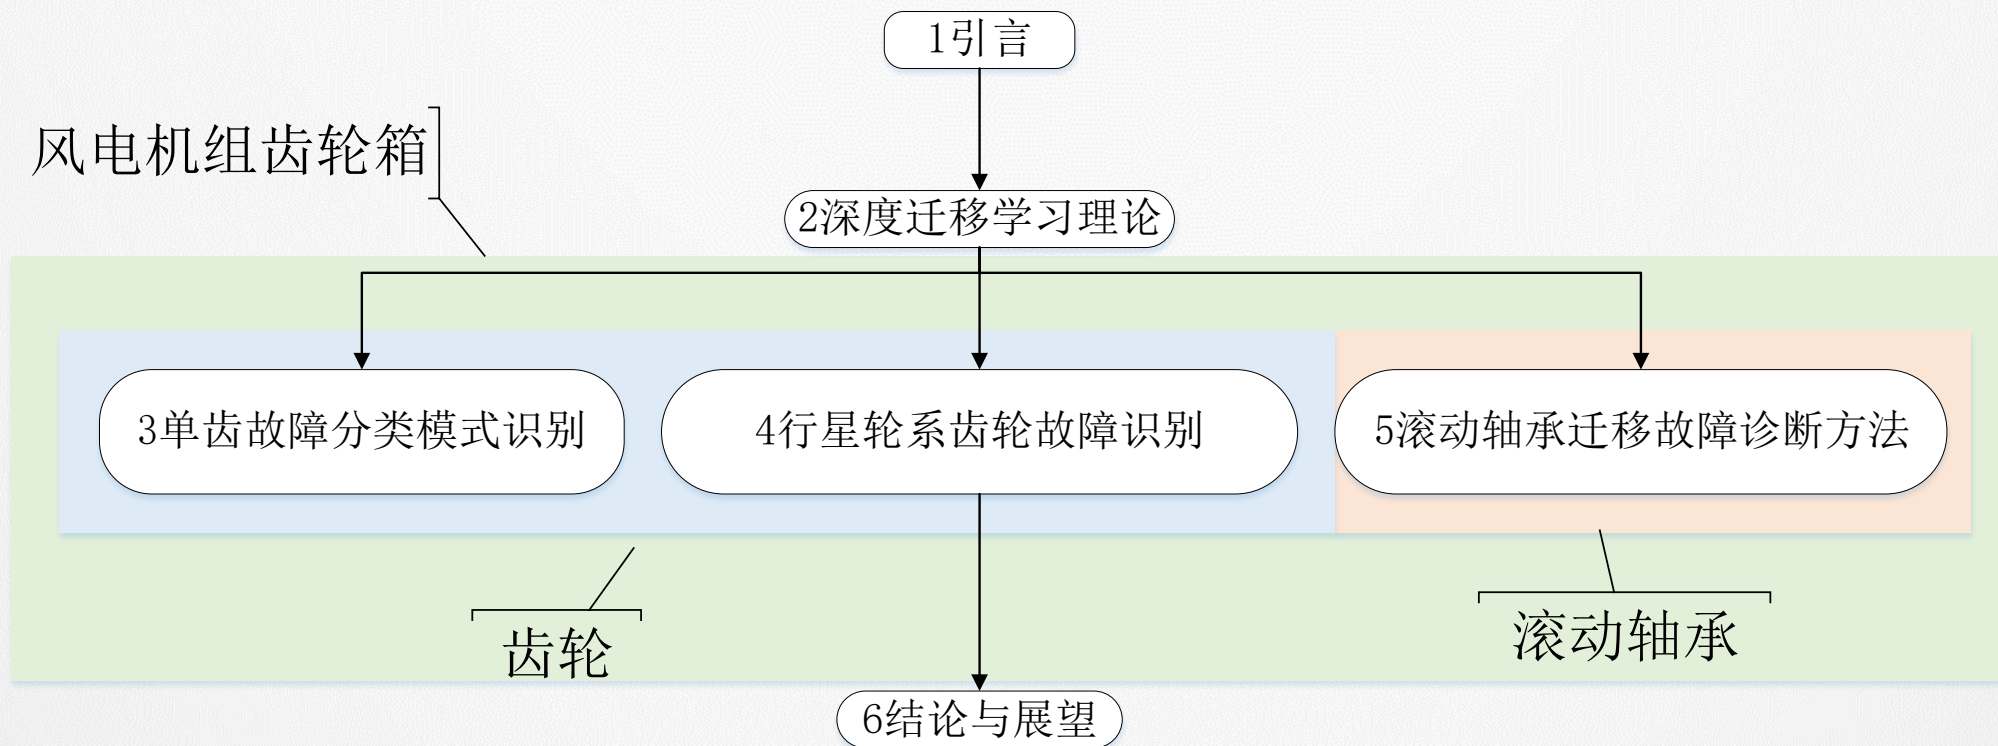 1引言
风电机组齿轮箱
2深度迁移学习理论
3单齿故障分类模式识别
4行星轮系齿轮故障识别
5滚动轴承迁移故障诊断方法
齿轮
滚动轴承
6结论与展望